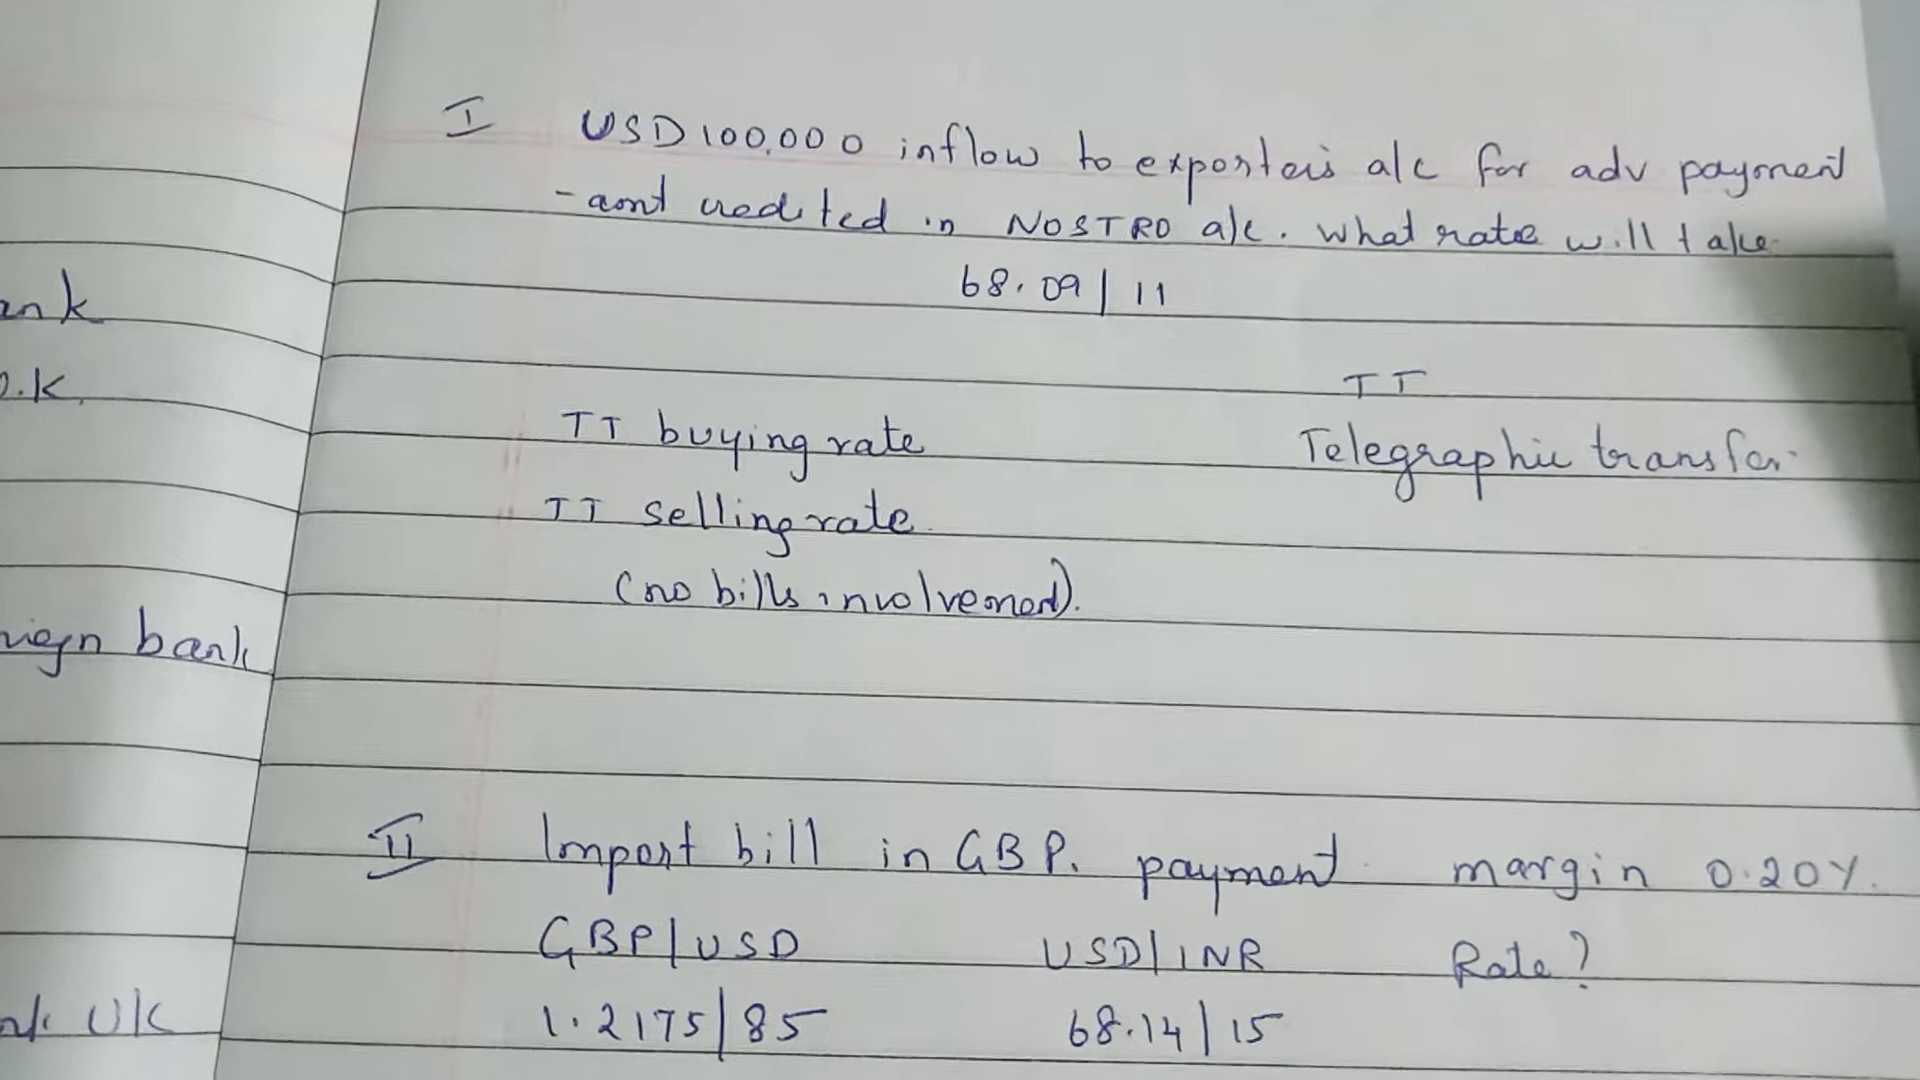 I USD 100,000 inflow to exporters a/c for adv payment
- amt credited in NOSTRO a/c. What rate will take
68.09 | 11
TT
TT buying rate
Telegraphic transfer
TT selling rate
(no bills involvement).
II Import bill in GBP. payment margin 0.20%.
GBP/USD USD/INR Rate?
1.2175/85 68.14/15
ank
O.K.
reign bank
UK